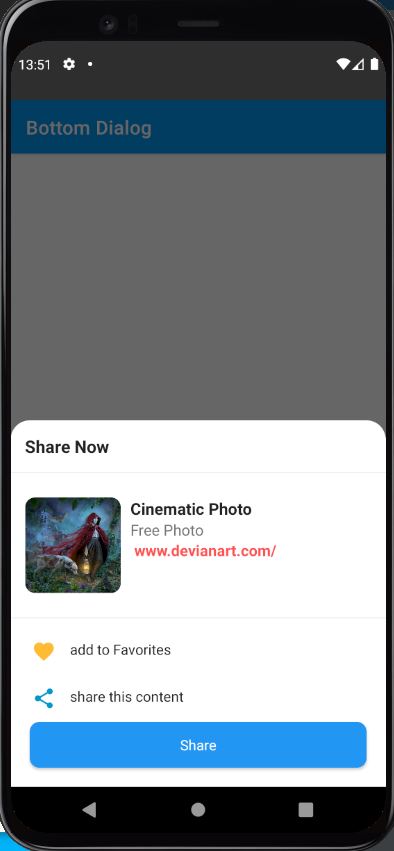 13:51
Bottom Dialog
Share Now
Cinematic Photo
Free Photo
www.devianart.com/
add to Favorites
share this content
Share